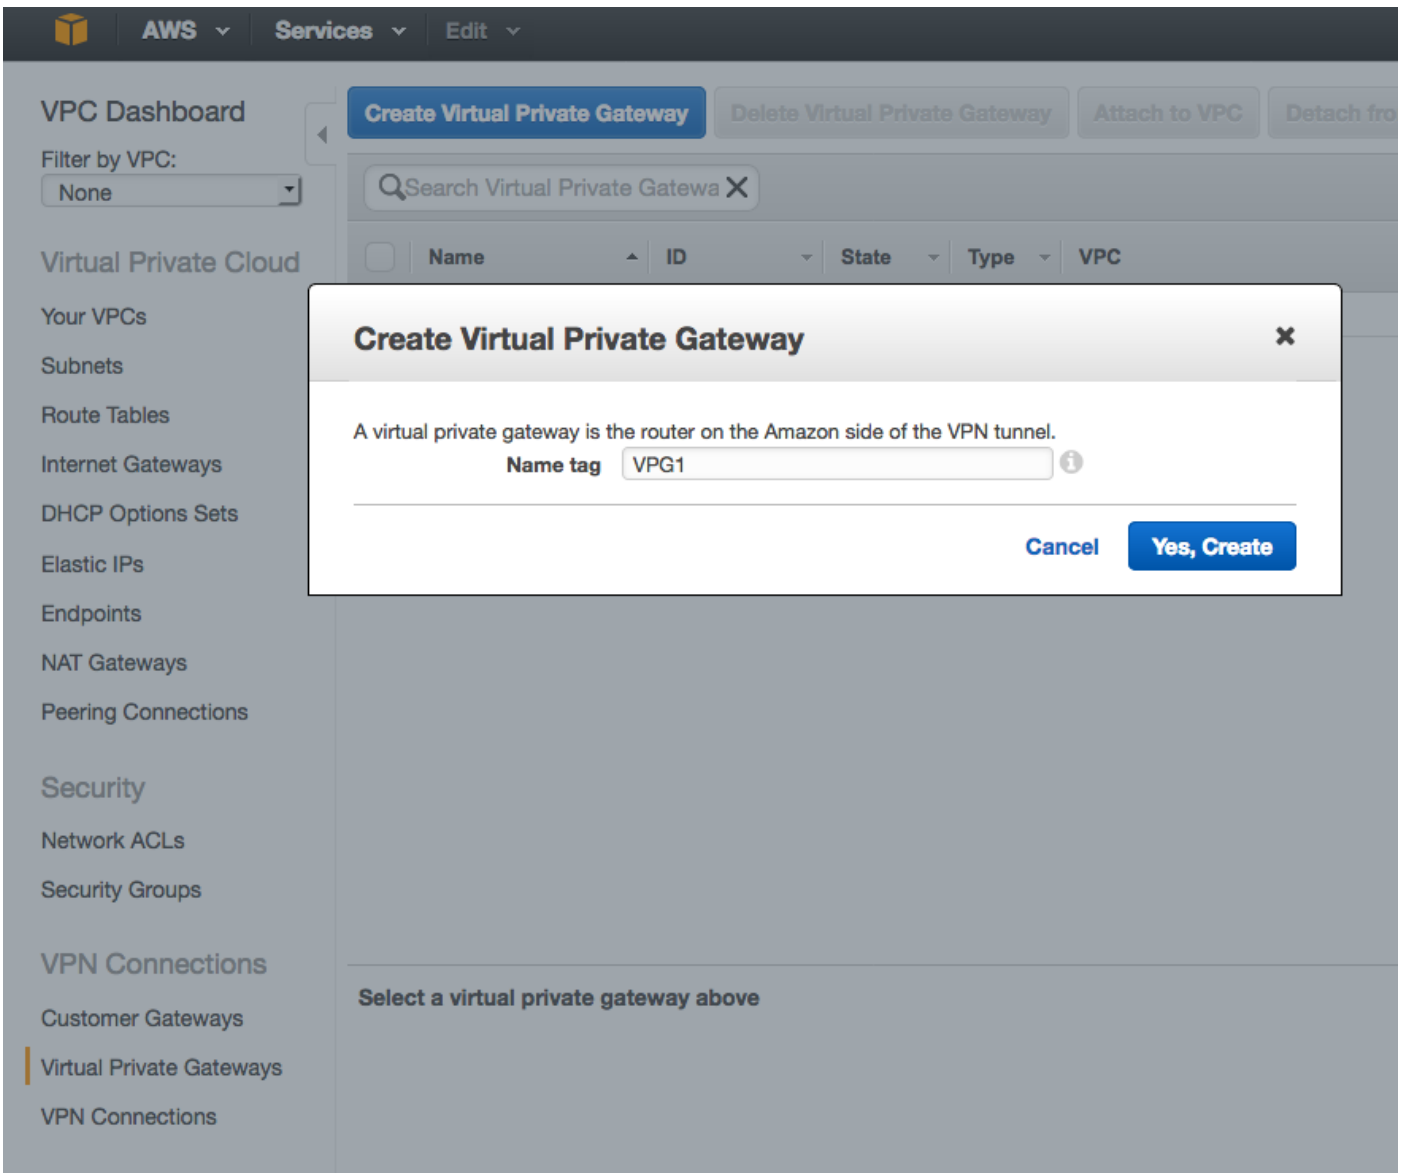 AWS Services Edit
VPC Dashboard
Filter by VPC:
None
Virtual Private Cloud
Your VPCs
Subnets
Route Tables
Internet Gateways
DHCP Options Sets
Elastic IPs
Endpoints
NAT Gateways
Peering Connections
Security
Network ACLs
Security Groups
VPN Connections
Customer Gateways
Virtual Private Gateways
VPN Connections
Create Virtual Private Gateway Delete Virtual Private Gateway Attach to VPC Detach fro
Search Virtual Private Gatewa
Name ID State Type VPC
Create Virtual Private Gateway
A virtual private gateway is the router on the Amazon side of the VPN tunnel.
Name tag VPG1
Cancel Yes, Create
Select a virtual private gateway above